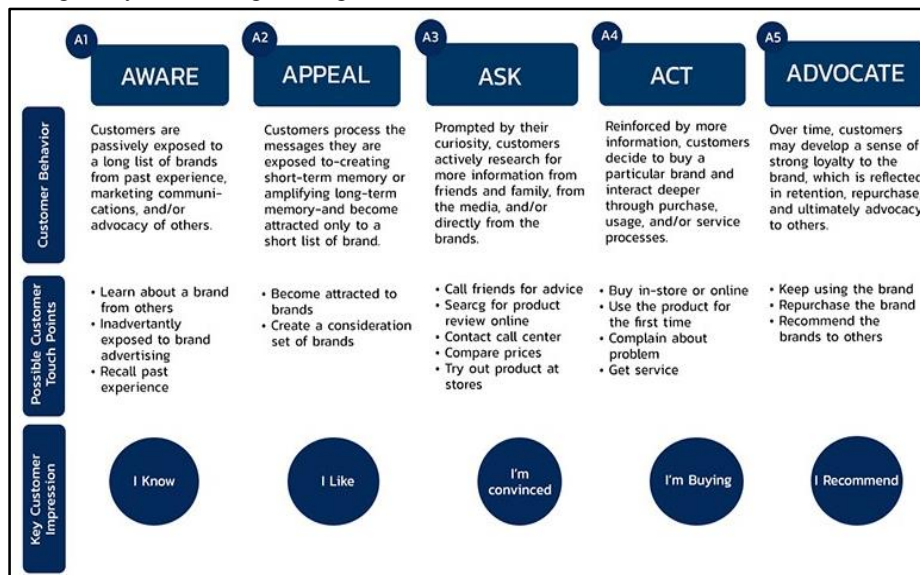 A1
AWARE
A2
APPEAL
A3
ASK
A4
ACT
A5
ADVOCATE
Customer Behavior
Customers are
passively exposed to
a long list of brands
from past experience,
marketing communi-
cations, and/or
advocacy of others.
Customers process the
messages they are
exposed to-creating
short-term memory or
amplifying long-term
memory-and become
attracted only to a
short list of brand.
Prompted by their
curiosity, customers
actively research for
more information from
friends and family, from
the media, and/or
directly from the
brands.
Reinforced by more
information, customers
decide to buy a
particular brand and
interact deeper
through purchase,
usage, and/or service
processes.
Over time, customers
may develop a sense of
strong loyalty to the
brand, which is reflected
in retention, repurchase,
and ultimately advocacy
to others.
Possible Customer
Touch Points
• Learn about a brand
from others
• Inadvertantly
exposed to brand
advertising
• Recall past
experience
• Become attracted to
brands
• Create a consideration
set of brands
• Call friends for advice
• Searcg for product
review online
• Contact call center
• Compare prices
• Try out product at
stores
• Buy in-store or online
• Use the product for
the first time
• Complain about
problem
• Get service
• Keep using the brand
• Repurchase the brand
• Recommend the
brands to others
Key Customer
Impression
I Know
I Like
I'm
convinced
I'm Buying
I Recommend